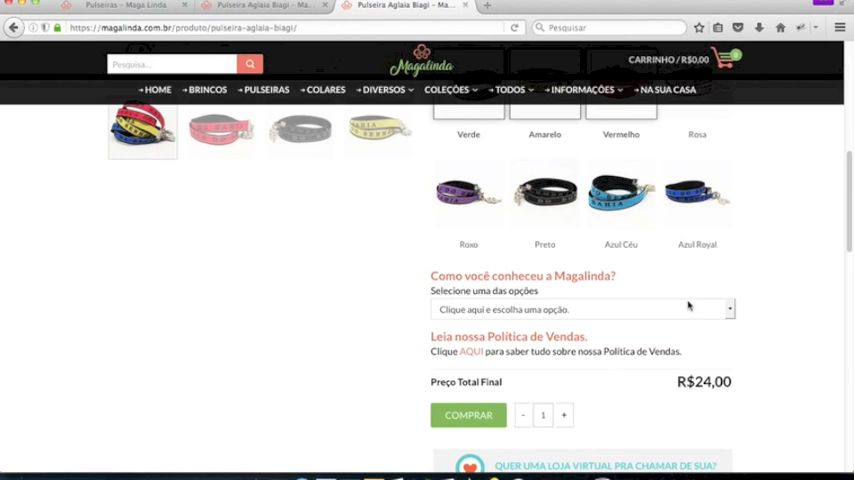 Pulseiras – Maga Linda
Pulseira Aglaia Biagi – Ma...
Pulseira Aglaia Biagi – Ma...
https://magalinda.com.br/produto/pulseira-aglaia-biagi/
Pesquisar
Pesquisa...
Magalinda
CARRINHO / R$0,00
0
HOME BRINCOS PULSEIRAS COLARES DIVERSOS COLEÇÕES TODOS INFORMAÇÕES NA SUA CASA
Verde Amarelo Vermelho Rosa
Roxo Preto Azul Céu Azul Royal
Como você conheceu a Magalinda?
Selecione uma das opções
Clique aqui e escolha uma opção.
Leia nossa Política de Vendas.
Clique AQUI para saber tudo sobre nossa Política de Vendas.
Preço Total Final R$24,00
COMPRAR - 1 +
QUER UMA LOJA VIRTUAL PRA CHAMAR DE SUA?